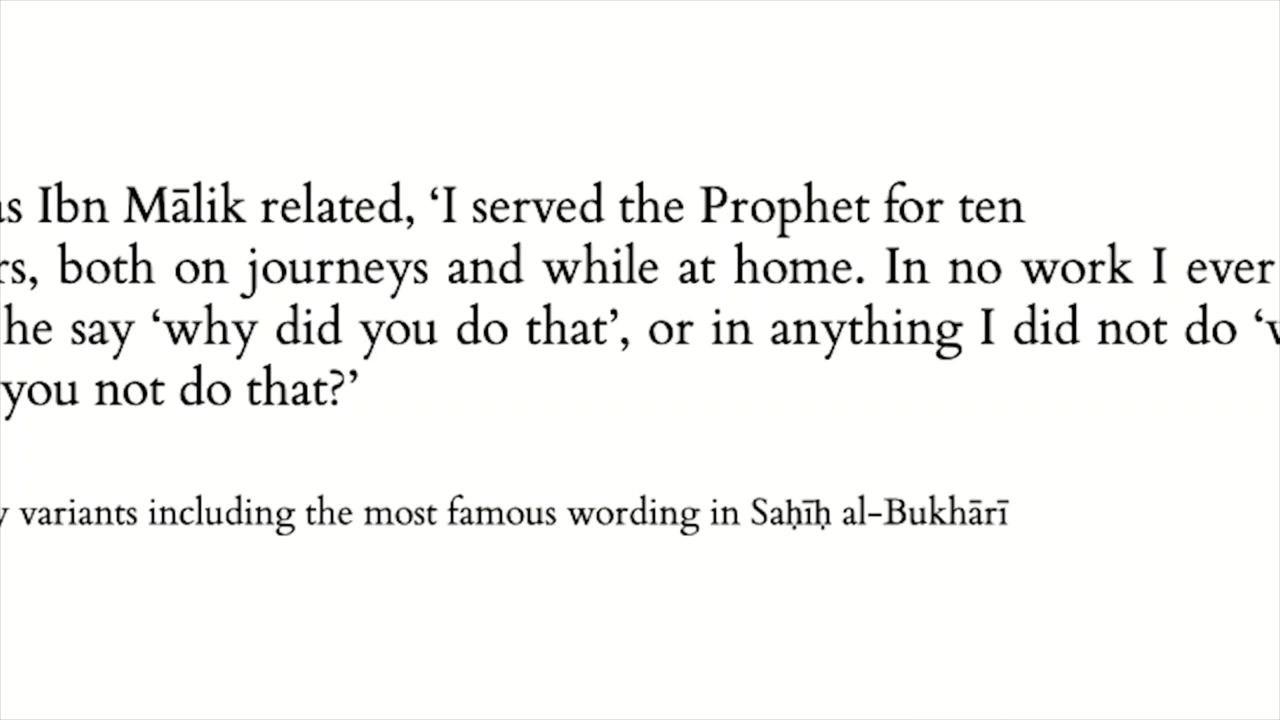 Ibn Mālik related, ‘I served the Prophet for ten
both on journeys and while at home. In no work I ever
he say ‘why did you do that’, or in anything I did not do
you not do that?’
variants including the most famous wording in Saḥīḥ al-Bukhārī